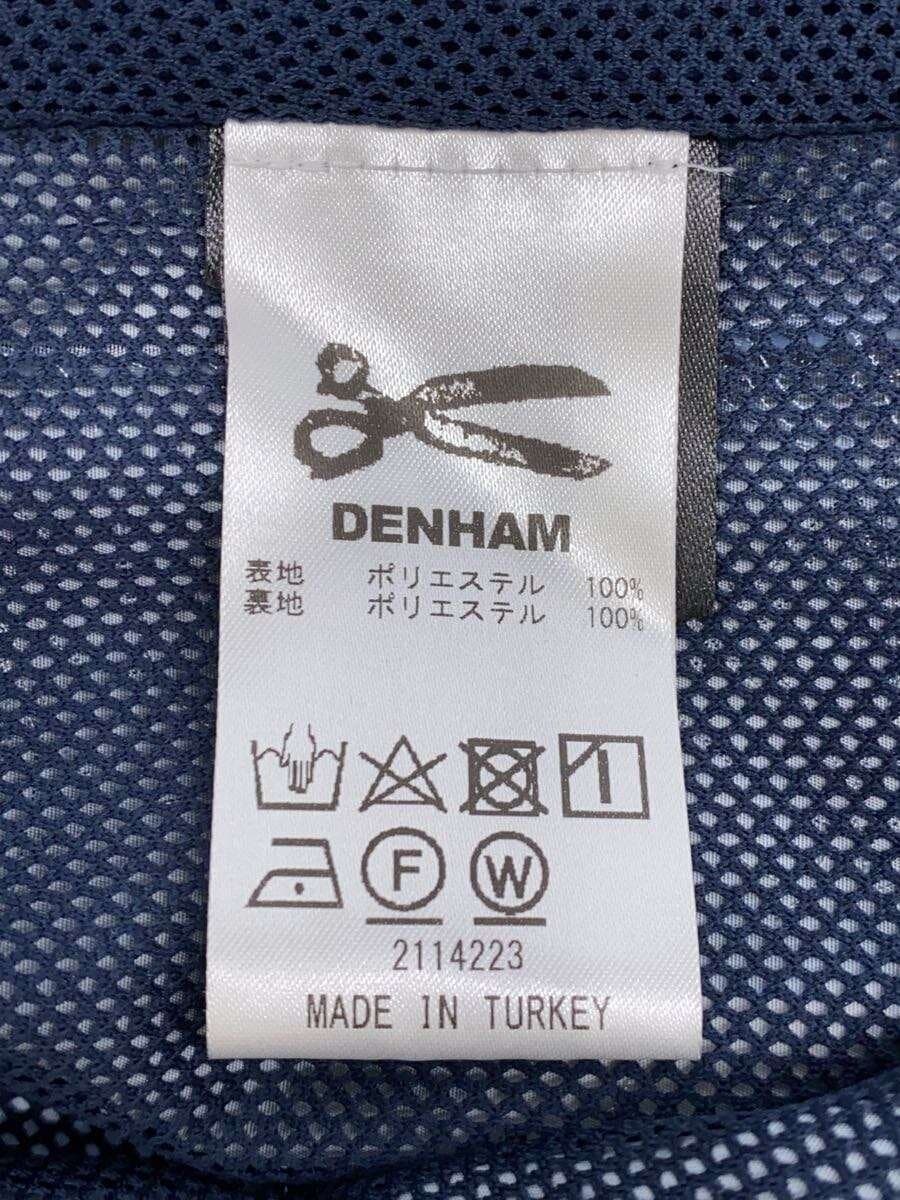 DENHAM
表地 ポリエステル 100%
裏地 ポリエステル 100%
F W
2114223
MADE IN TURKEY